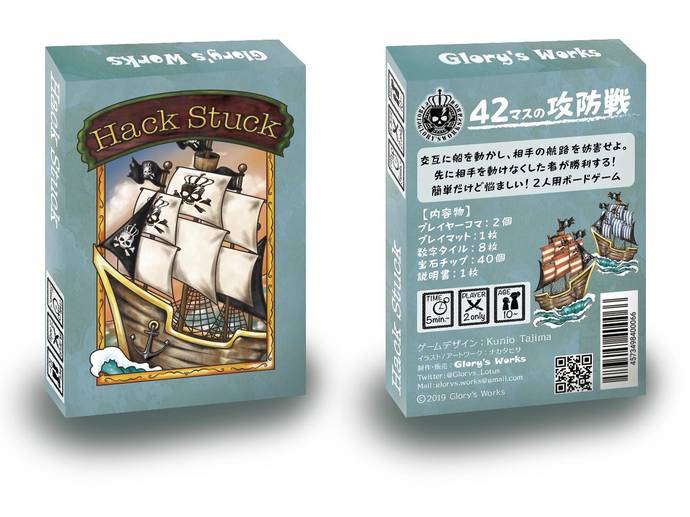 Glory's Works
Hack Stuck
Hack Stuck
Glory's Works
42マスの攻防戦
交互に船を動かし、相手の航路を妨害せよ。
先に相手を動けなくした者が勝利する!
簡単だけど悩ましい!2人用ボードゲーム
【内容物】
プレイヤーコマ:2個
プレイマット:1枚
数字タイル:8枚
宝石チップ:40個
説明書:1枚
TIME
5min.~
PLAYER
2 only
AGE
10~
Hack Stuck
ゲームデザイン:Kunio Tajima
イラスト/アートワーク:ナカタヒサ
制作・販売:Glory's Works
Twitter:@Glorys_Lotus
Mail:glorys.works@gmail.com
©2019 Glory's Works
4573498400066